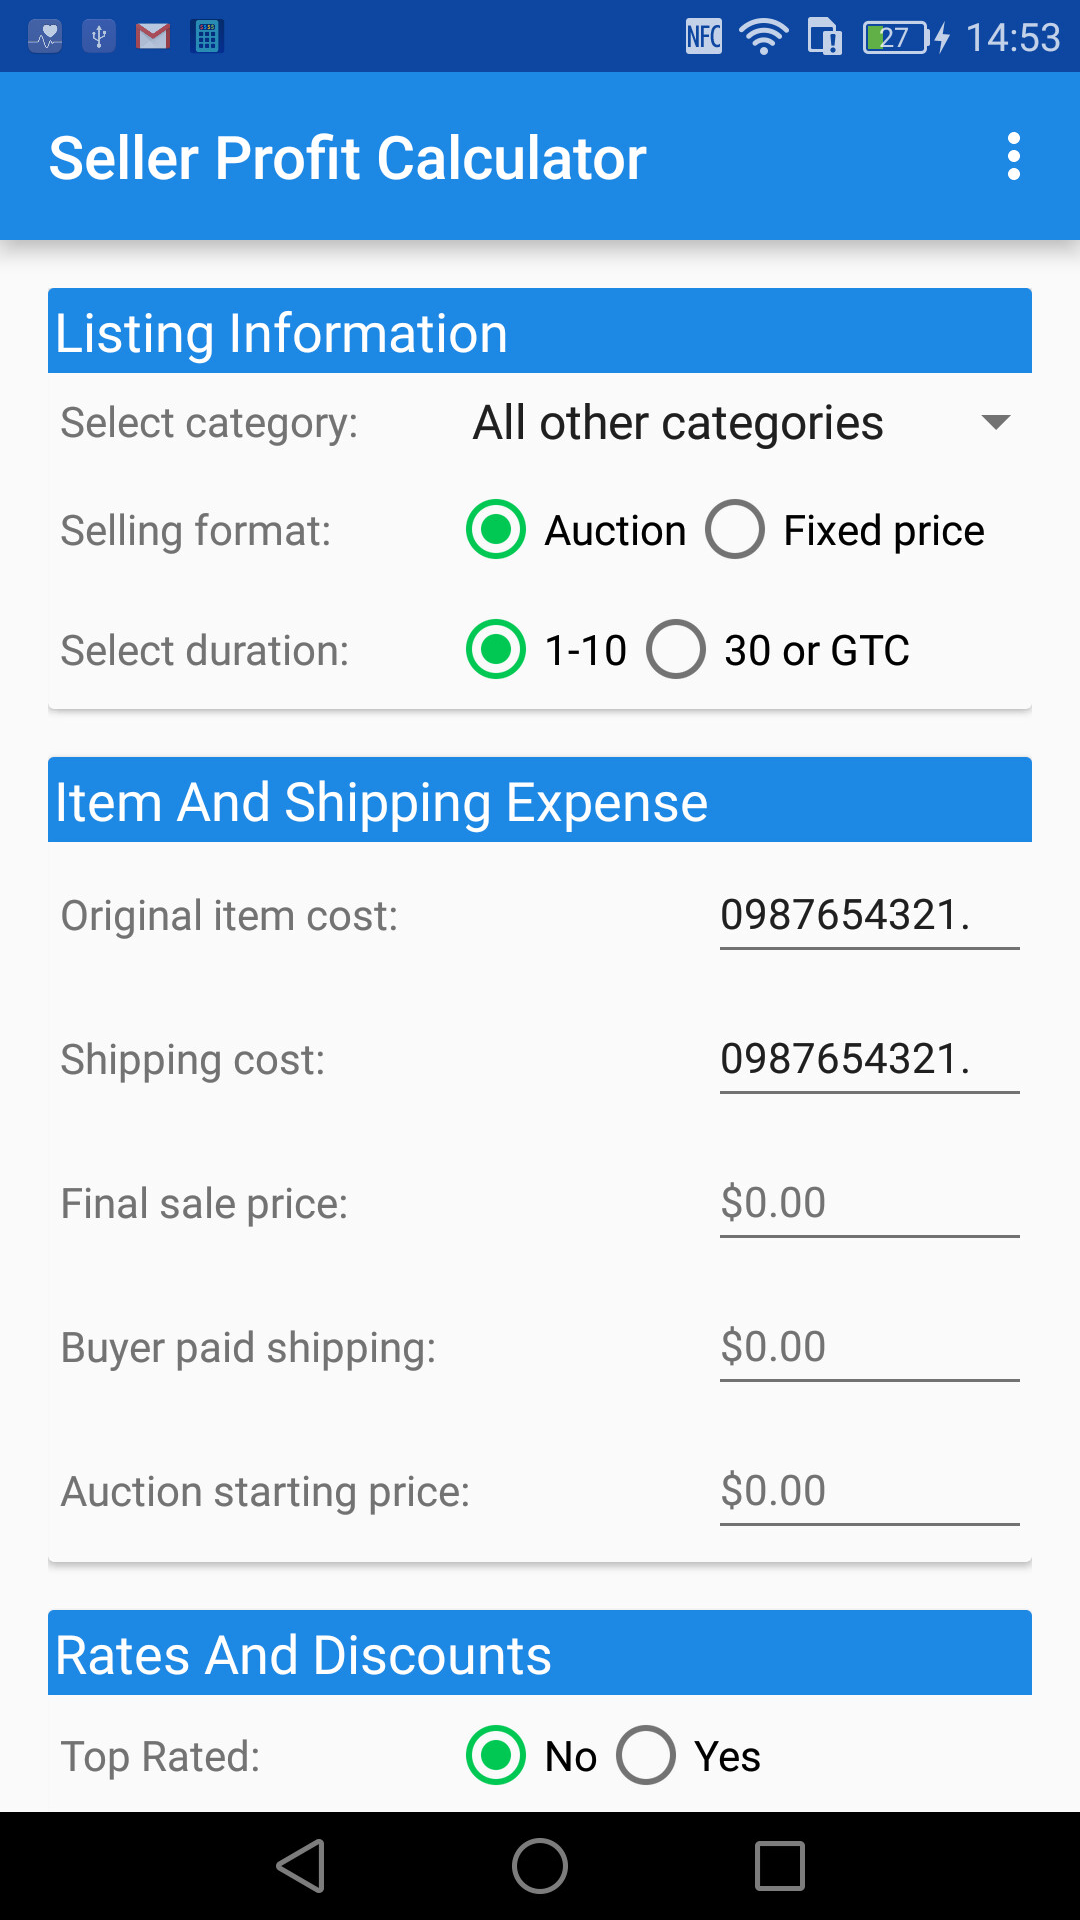 NFC 27 14:53
Seller Profit Calculator
Listing Information
Select category: All other categories
Selling format: Auction Fixed price
Select duration: 1-10 30 or GTC
Item And Shipping Expense
Original item cost: 0987654321.
Shipping cost: 0987654321.
Final sale price: $0.00
Buyer paid shipping: $0.00
Auction starting price: $0.00
Rates And Discounts
Top Rated: No Yes